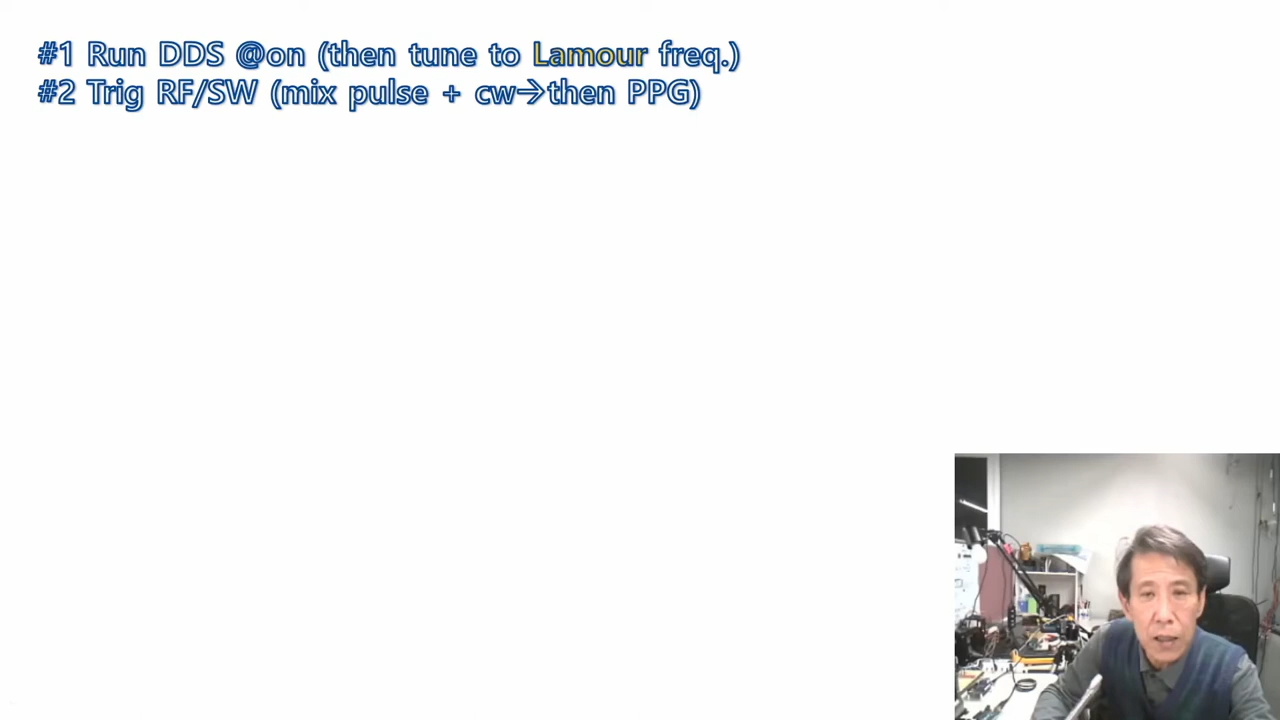 #1 Run DDS @on (then tune to Lamour freq.)
#2 Trig RF/SW (mix pulse + cw→then PPG)